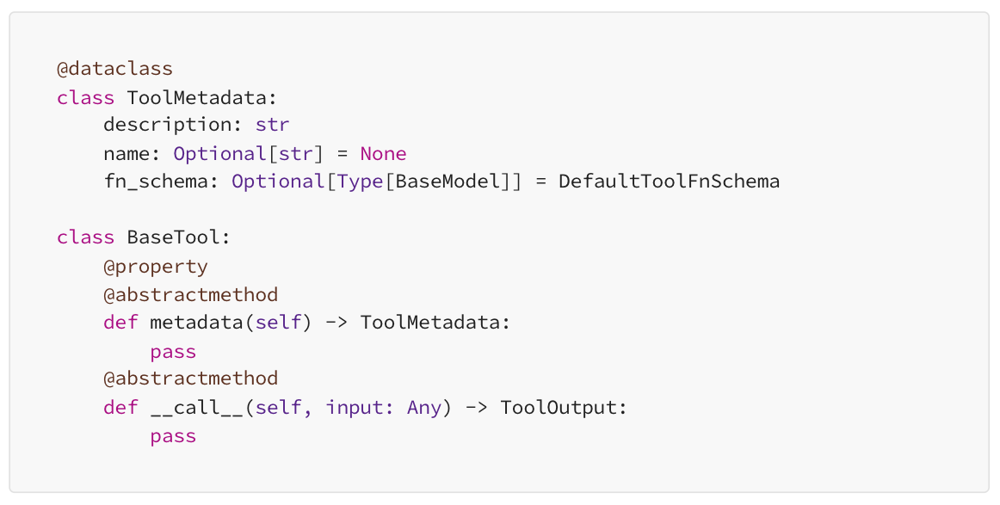 @dataclass
class ToolMetadata:
    description: str
    name: Optional[str] = None
    fn_schema: Optional[Type[BaseModel]] = DefaultToolFnSchema

class BaseTool:
    @property
    @abstractmethod
    def metadata(self) -> ToolMetadata:
        pass
    @abstractmethod
    def __call__(self, input: Any) -> ToolOutput:
        pass